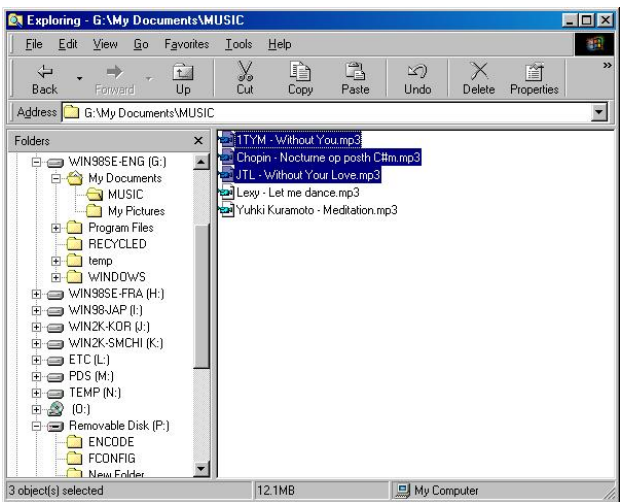 Exploring - G:\My Documents\MUSIC
File Edit View Go Favorites Tools Help
Back Forward Up Cut Copy Paste Undo Delete Properties »
Address G:\My Documents\MUSIC
Folders
WIN98SE-ENG (G:)
My Documents
MUSIC
My Pictures
Program Files
RECYCLED
temp
WINDOWS
WIN98SE-FRA (H:)
WIN98-JAP (I:)
WIN2K-KOR (J:)
WIN2K-SMCHI (K:)
ETC (L:)
PDS (M:)
TEMP (N:)
(O:)
Removable Disk (P:)
ENCODE
FCONFIG
New Folder
1TYM - Without You.mp3
Chopin - Nocturne op posth C#m.mp3
JTL - Without Your Love.mp3
Lexy - Let me dance.mp3
Yuhki Kuramoto - Meditation.mp3
3 object(s) selected 12.1MB My Computer